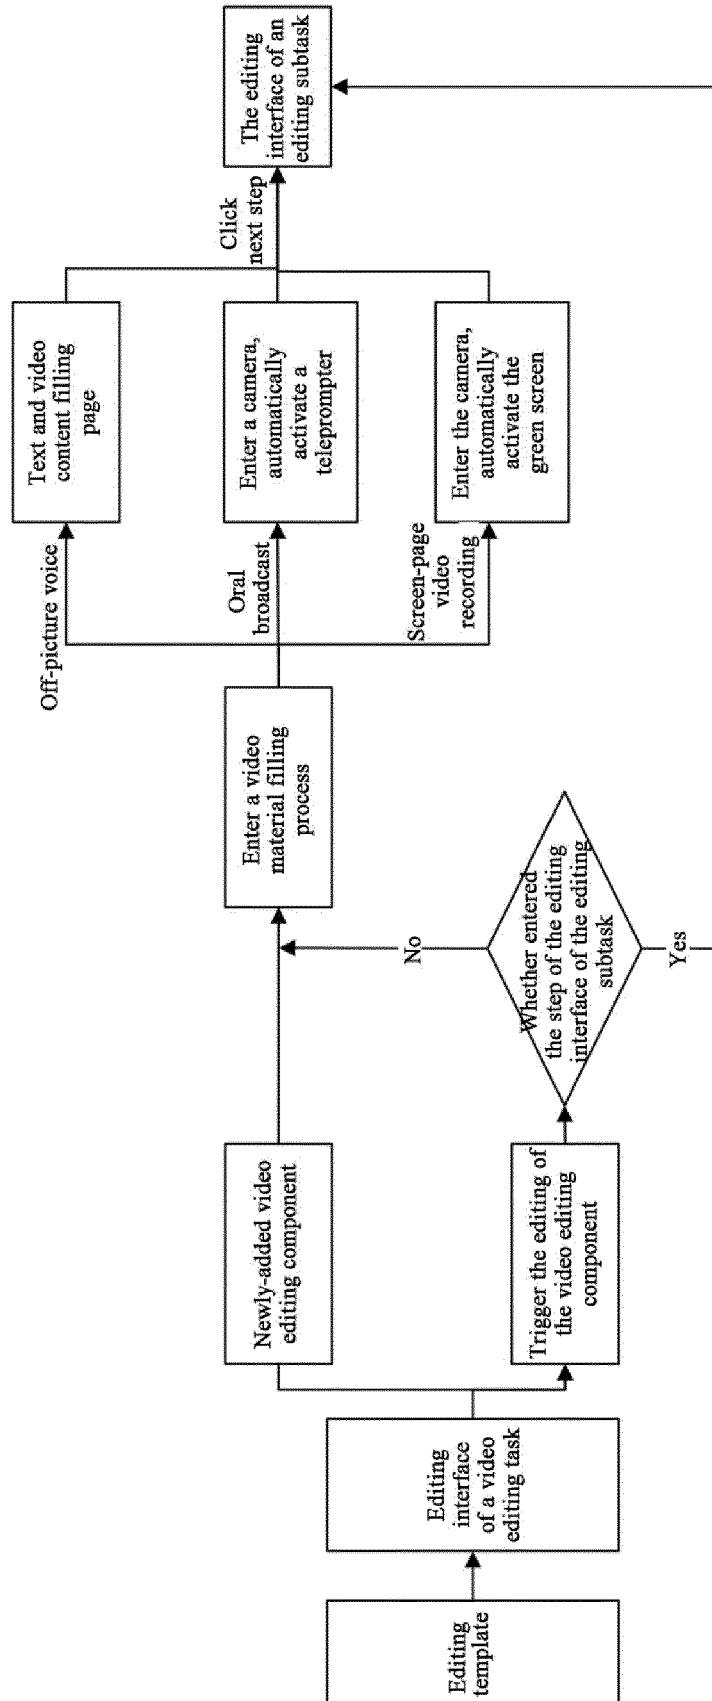 Editing
template
Editing
interface
of a video
editing task
Newly-added video
editing component
Trigger the editing of
the video editing
component
Whether entered
the step of the editing
interface of the editing
subtask
No
Yes
Enter a video
material filling
process
Off-picture voice
Oral
broadcast
Screen-page
video
recording
Text and video
content filling
page
Enter a camera,
automatically
activate a
teleprompter
Enter the camera,
automatically
activate the
green screen
Click
next step
The editing
interface of an
editing subtask